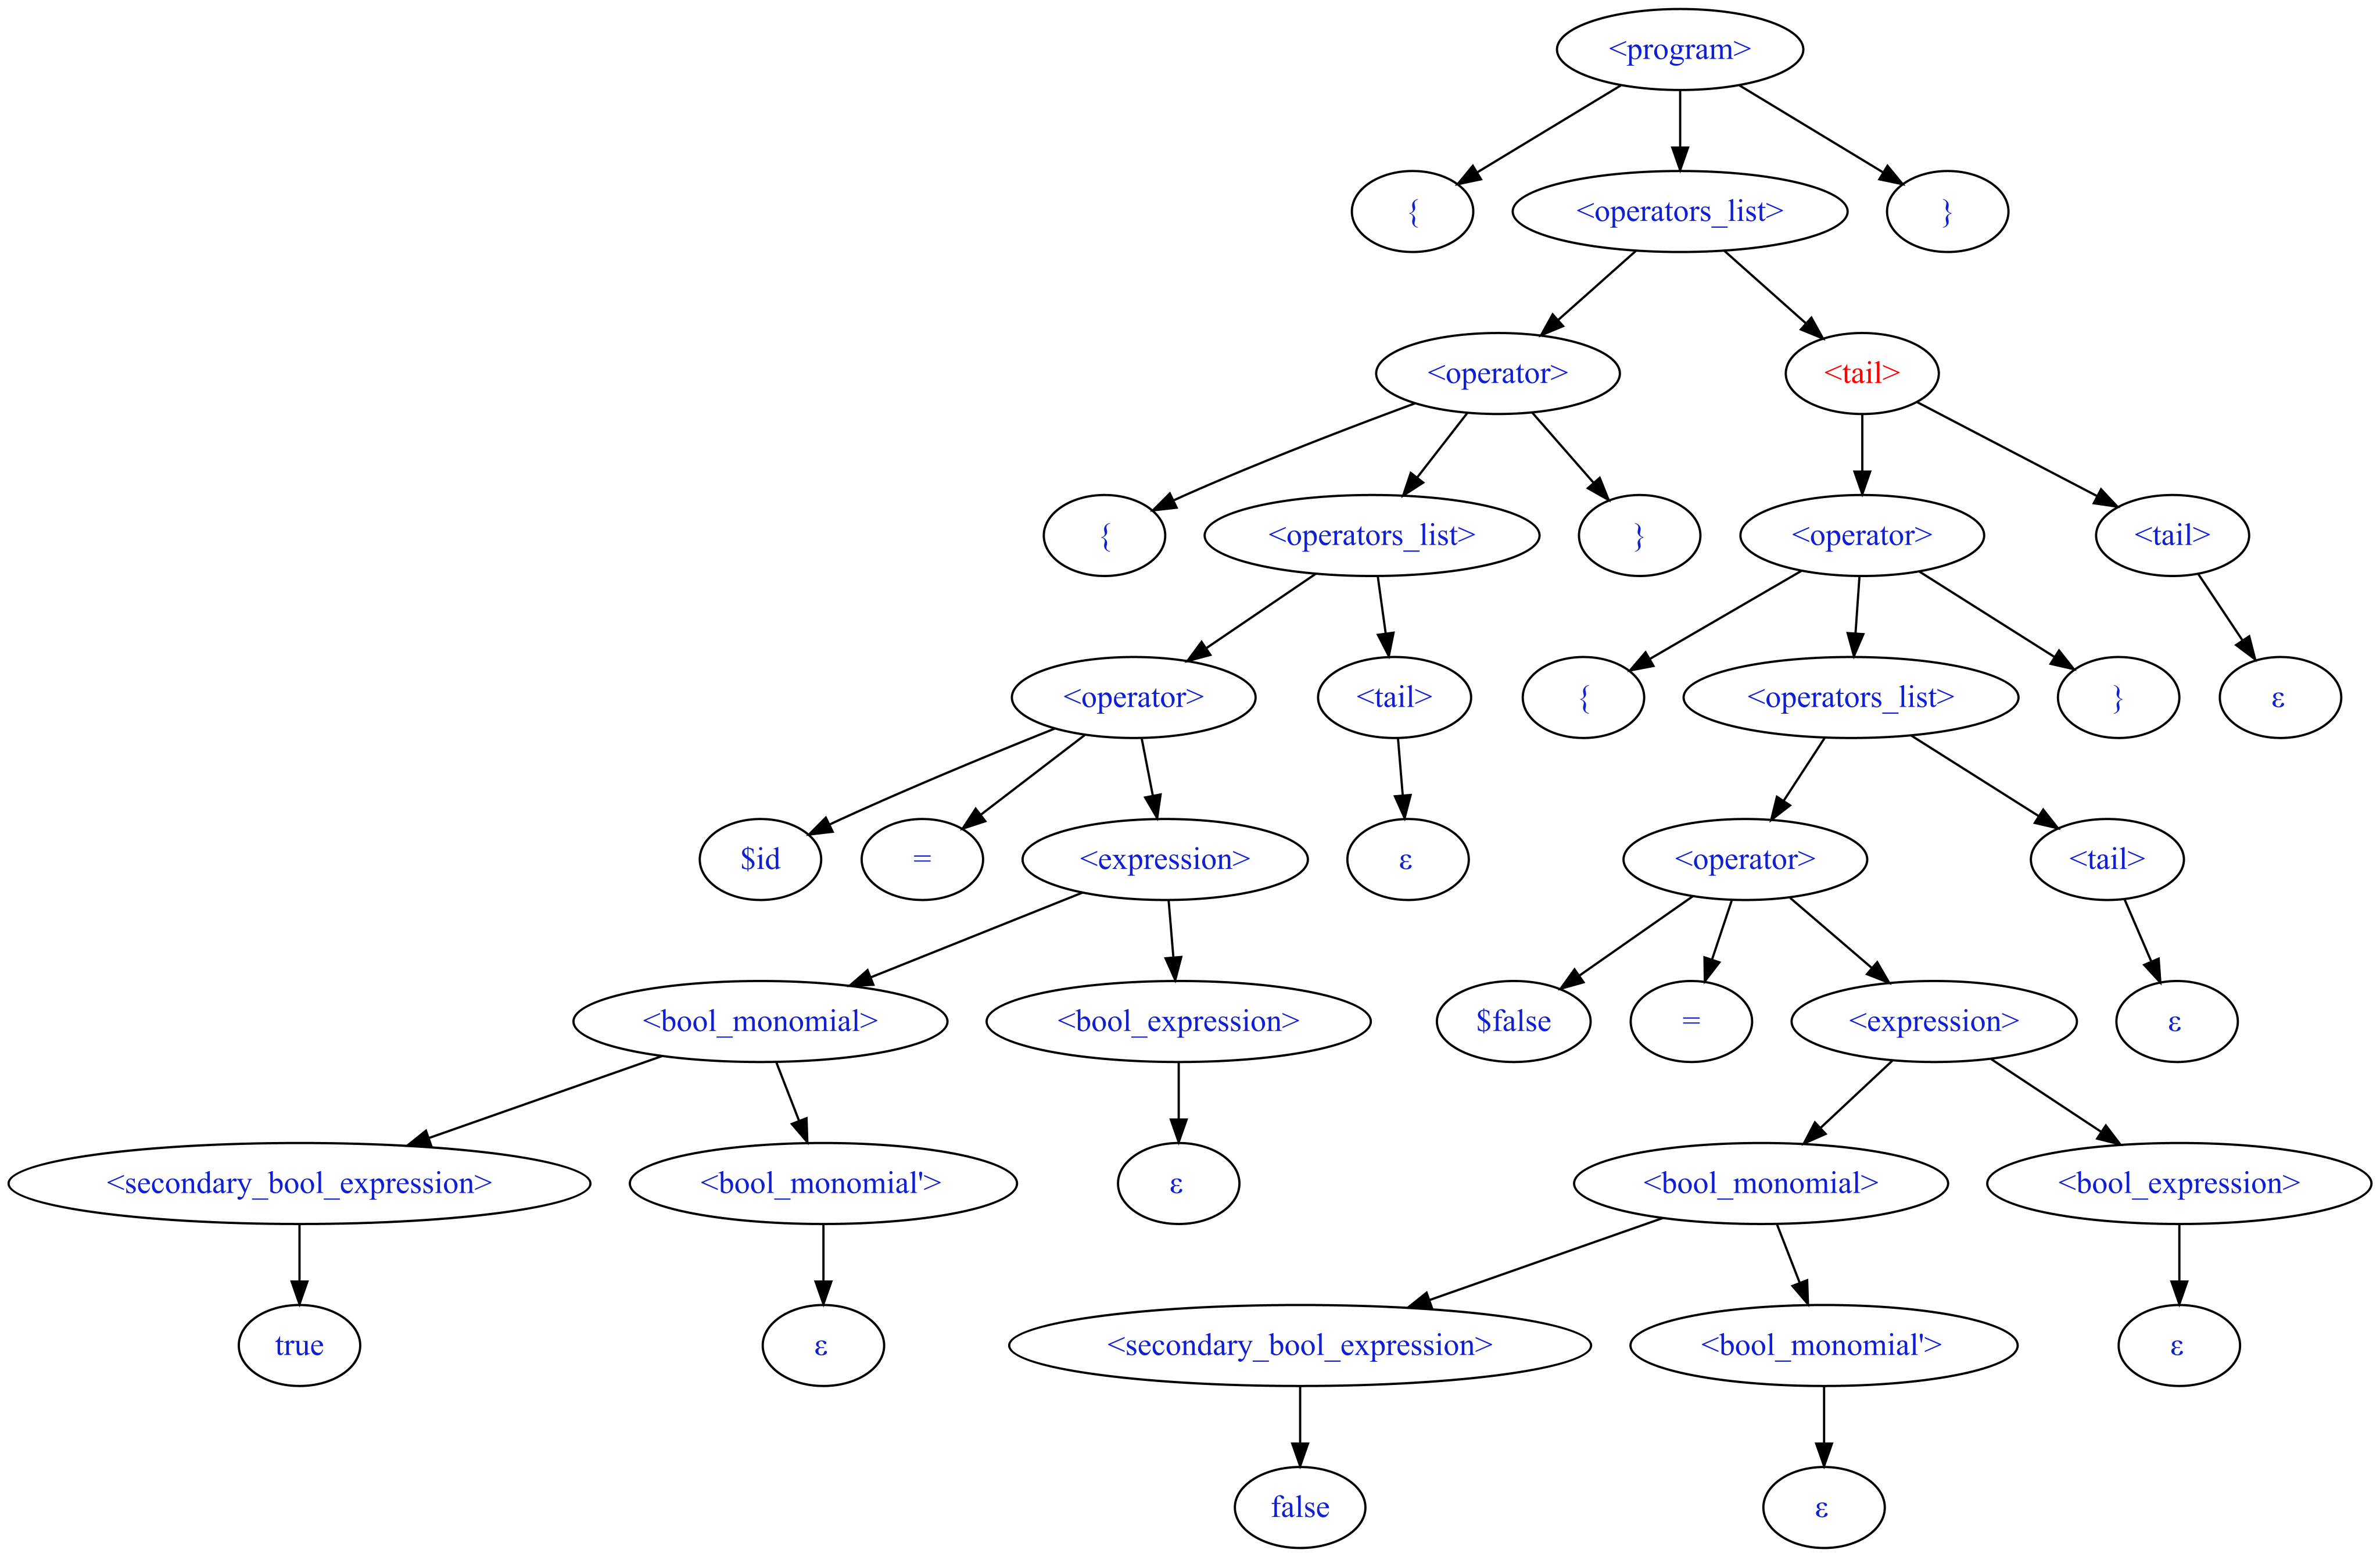 <program>
{
<operators_list>
}
<operator>
<tail>
{
<operators_list>
}
<operator>
<tail>
<operator>
<tail>
{
<operators_list>
}
ε
$id
=
<expression>
ε
<operator>
<tail>
<bool_monomial>
<bool_expression>
$false
=
<expression>
ε
<secondary_bool_expression>
<bool_monomial'>
ε
<bool_monomial>
<bool_expression>
true
ε
<secondary_bool_expression>
<bool_monomial'>
ε
false
ε